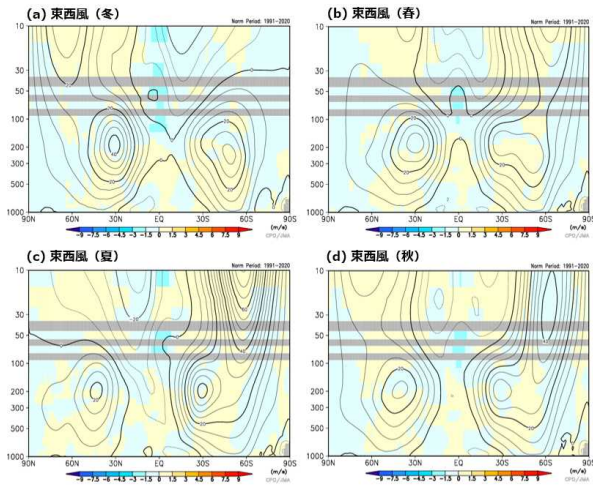 (a) 東西風（冬）
Norm Period: 1991-2020
10
30
50
100
200
300
500
1000
90N 60N 30N EQ 30S 60S 90S
-9 -7.5 -6 -4.5 -3 -1.5 0 1.5 3 4.5 6 7.5 9
(m/s)
CPD/JMA
(b) 東西風（春）
Norm Period: 1991-2020
10
30
50
100
200
300
500
1000
90N 60N 30N EQ 30S 60S 90S
-9 -7.5 -6 -4.5 -3 -1.5 0 1.5 3 4.5 6 7.5 9
(m/s)
CPD/JMA
(c) 東西風（夏）
Norm Period: 1991-2020
10
30
50
100
200
300
500
1000
90N 60N 30N EQ 30S 60S 90S
-9 -7.5 -6 -4.5 -3 -1.5 0 1.5 3 4.5 6 7.5 9
(m/s)
CPD/JMA
(d) 東西風（秋）
Norm Period: 1991-2020
10
30
50
100
200
300
500
1000
90N 60N 30N EQ 30S 60S 90S
-9 -7.5 -6 -4.5 -3 -1.5 0 1.5 3 4.5 6 7.5 9
(m/s)
CPD/JMA